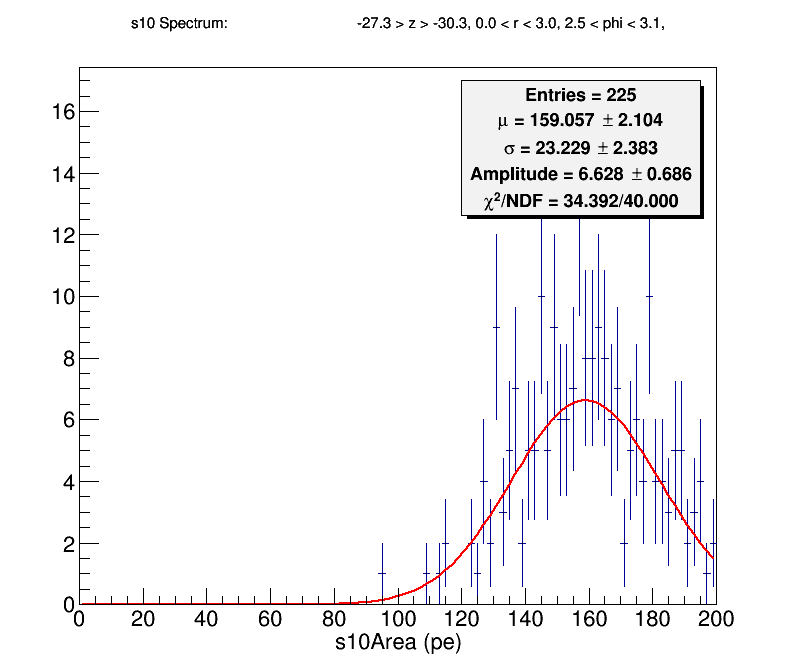 s10 Spectrum: -27.3 > z > -30.3, 0.0 < r < 3.0, 2.5 < phi < 3.1,
Entries = 225
μ = 159.057 ± 2.104
σ = 23.229 ± 2.383
Amplitude = 6.628 ± 0.686
χ²/NDF = 34.392/40.000
16
14
12
10
8
6
4
2
0
0 20 40 60 80 100 120 140 160 180 200
s10Area (pe)